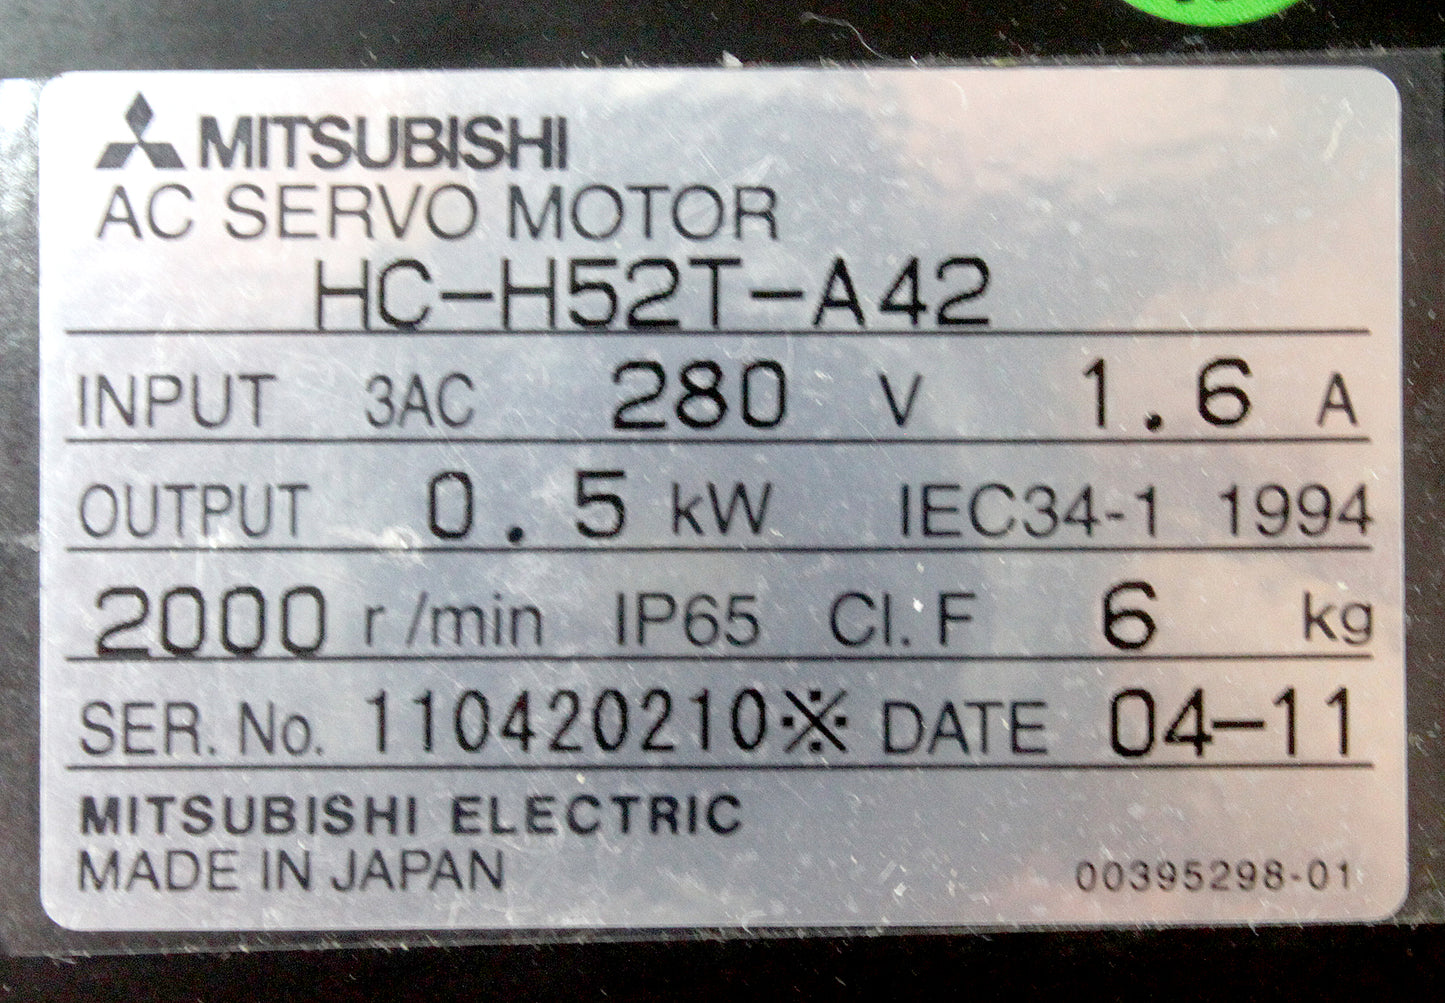 MITSUBISHI
AC SERVO MOTOR
HC-H52T-A42
INPUT 3AC 280 V 1.6 A
OUTPUT 0.5 kW IEC34-1 1994
2000 r/min IP65 Cl. F 6 kg
SER. No. 110420210※ DATE 04-11
MITSUBISHI ELECTRIC
MADE IN JAPAN
00395298-01